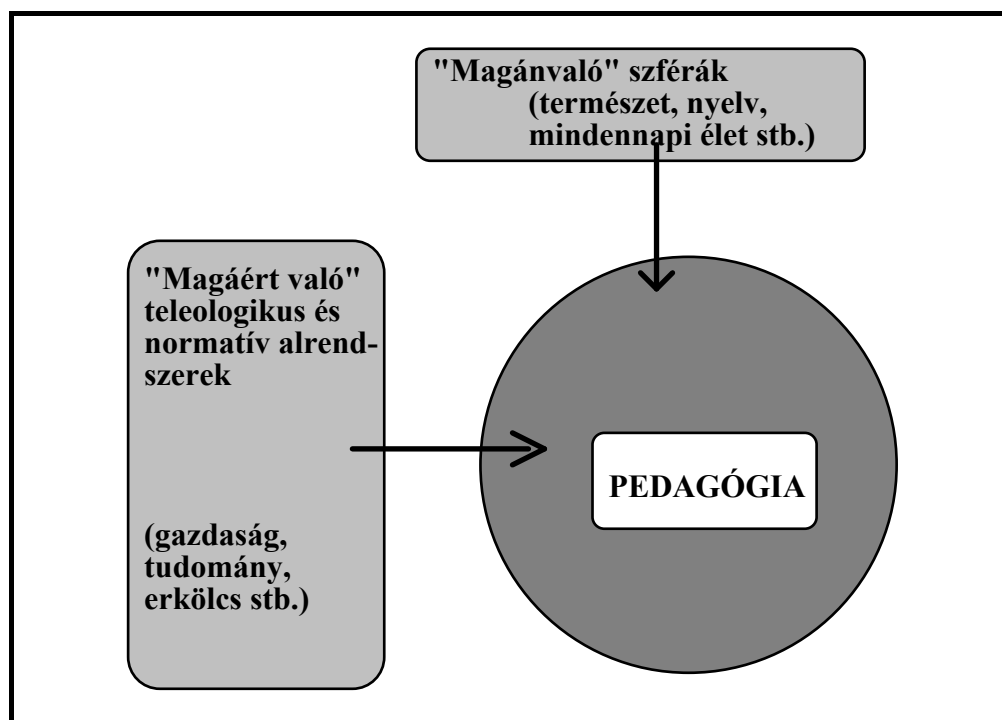 "Magánvaló" szférák
(természet, nyelv,
mindennapi élet stb.)
"Magáért való"
teleologikus és
normatív alrend-
szerek
(gazdaság,
tudomány,
erkölcs stb.)
PEDAGÓGIA